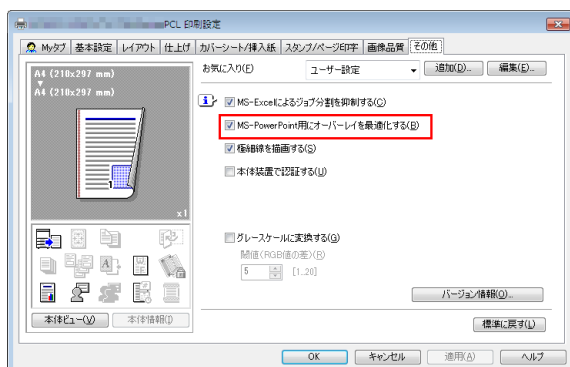 PCL 印刷設定
Myタブ 基本設定 レイアウト 仕上げ カバーシート/挿入紙 スタンプ/ページ印字 画像品質 その他
A4 (210x297 mm)
A4 (210x297 mm)
1
x1
本体ビュー(V) 本体情報(I)
お気に入り(F) ユーザー設定 追加(D)... 編集(E)...
MS-Excelによるジョブ分割を抑制する(C)
MS-PowerPoint用にオーバーレイを最適化する(B)
極細線を描画する(S)
本体装置で認証する(U)
グレースケールに変換する(G)
閾値(RGB値の差)(R)
5 [1..20]
バージョン情報(O)...
標準に戻す(L)
OK キャンセル 適用(A) ヘルプ